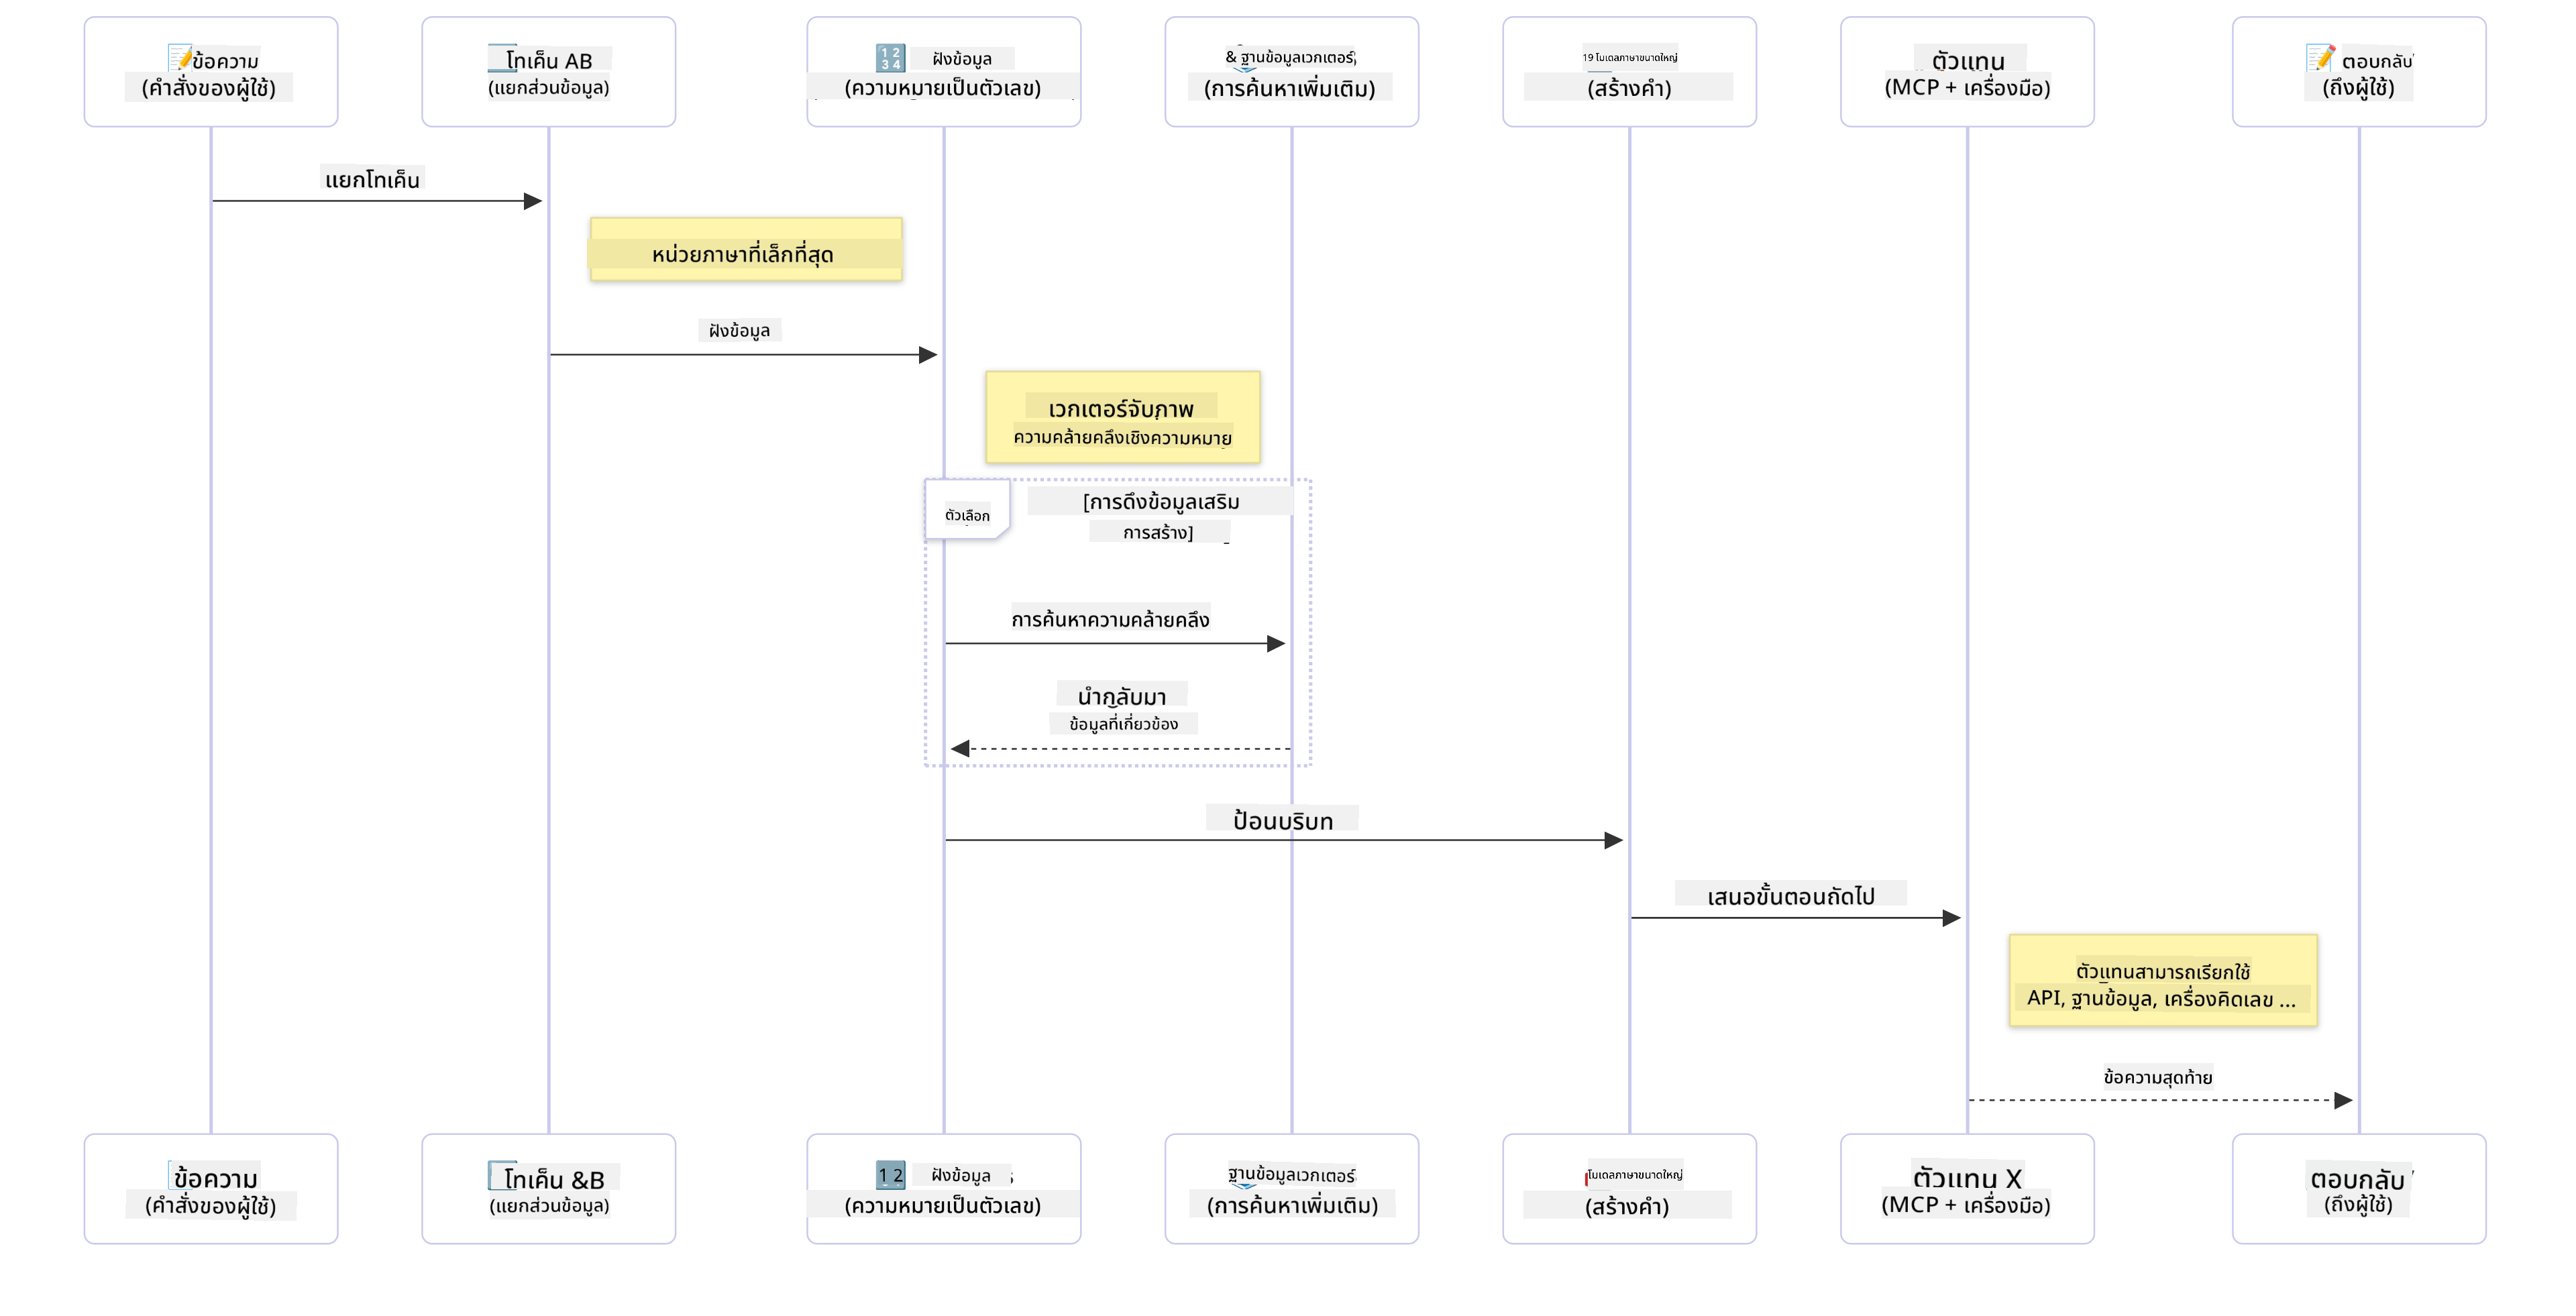 📝ข้อความ
(คำสั่งของผู้ใช้)
โทเค็น AB
(แยกส่วนข้อมูล)
🔢 ฝังข้อมูล
(ความหมายเป็นตัวเลข)
& ฐานข้อมูลเวกเตอร์
(การค้นหาเพิ่มเติม)
19 โมเดลภาษาขนาดใหญ่
(สร้างคำ)
ตัวแทน
(MCP + เครื่องมือ)
📝 ตอบกลับ
(ถึงผู้ใช้)
แยกโทเค็น
หน่วยภาษาที่เล็กที่สุด
ฝังข้อมูล
เวกเตอร์จับภาพ
ความคล้ายคลึงเชิงความหมาย
ตัวเลือก
[การดึงข้อมูลเสริม
การสร้าง]
การค้นหาความคล้ายคลึง
นำกลับมา
ข้อมูลที่เกี่ยวข้อง
ป้อนบริบท
เสนอขั้นตอนถัดไป
ตัวแทนสามารถเรียกใช้
API, ฐานข้อมูล, เครื่องคิดเลข ...
ข้อความสุดท้าย
ข้อความ
(คำสั่งของผู้ใช้)
โทเค็น &B
(แยกส่วนข้อมูล)
12 ฝังข้อมูล
(ความหมายเป็นตัวเลข)
ฐานข้อมูลเวกเตอร์
(การค้นหาเพิ่มเติม)
โมเดลภาษาขนาดใหญ่
(สร้างคำ)
ตัวแทน X
(MCP + เครื่องมือ)
ตอบกลับ
(ถึงผู้ใช้)